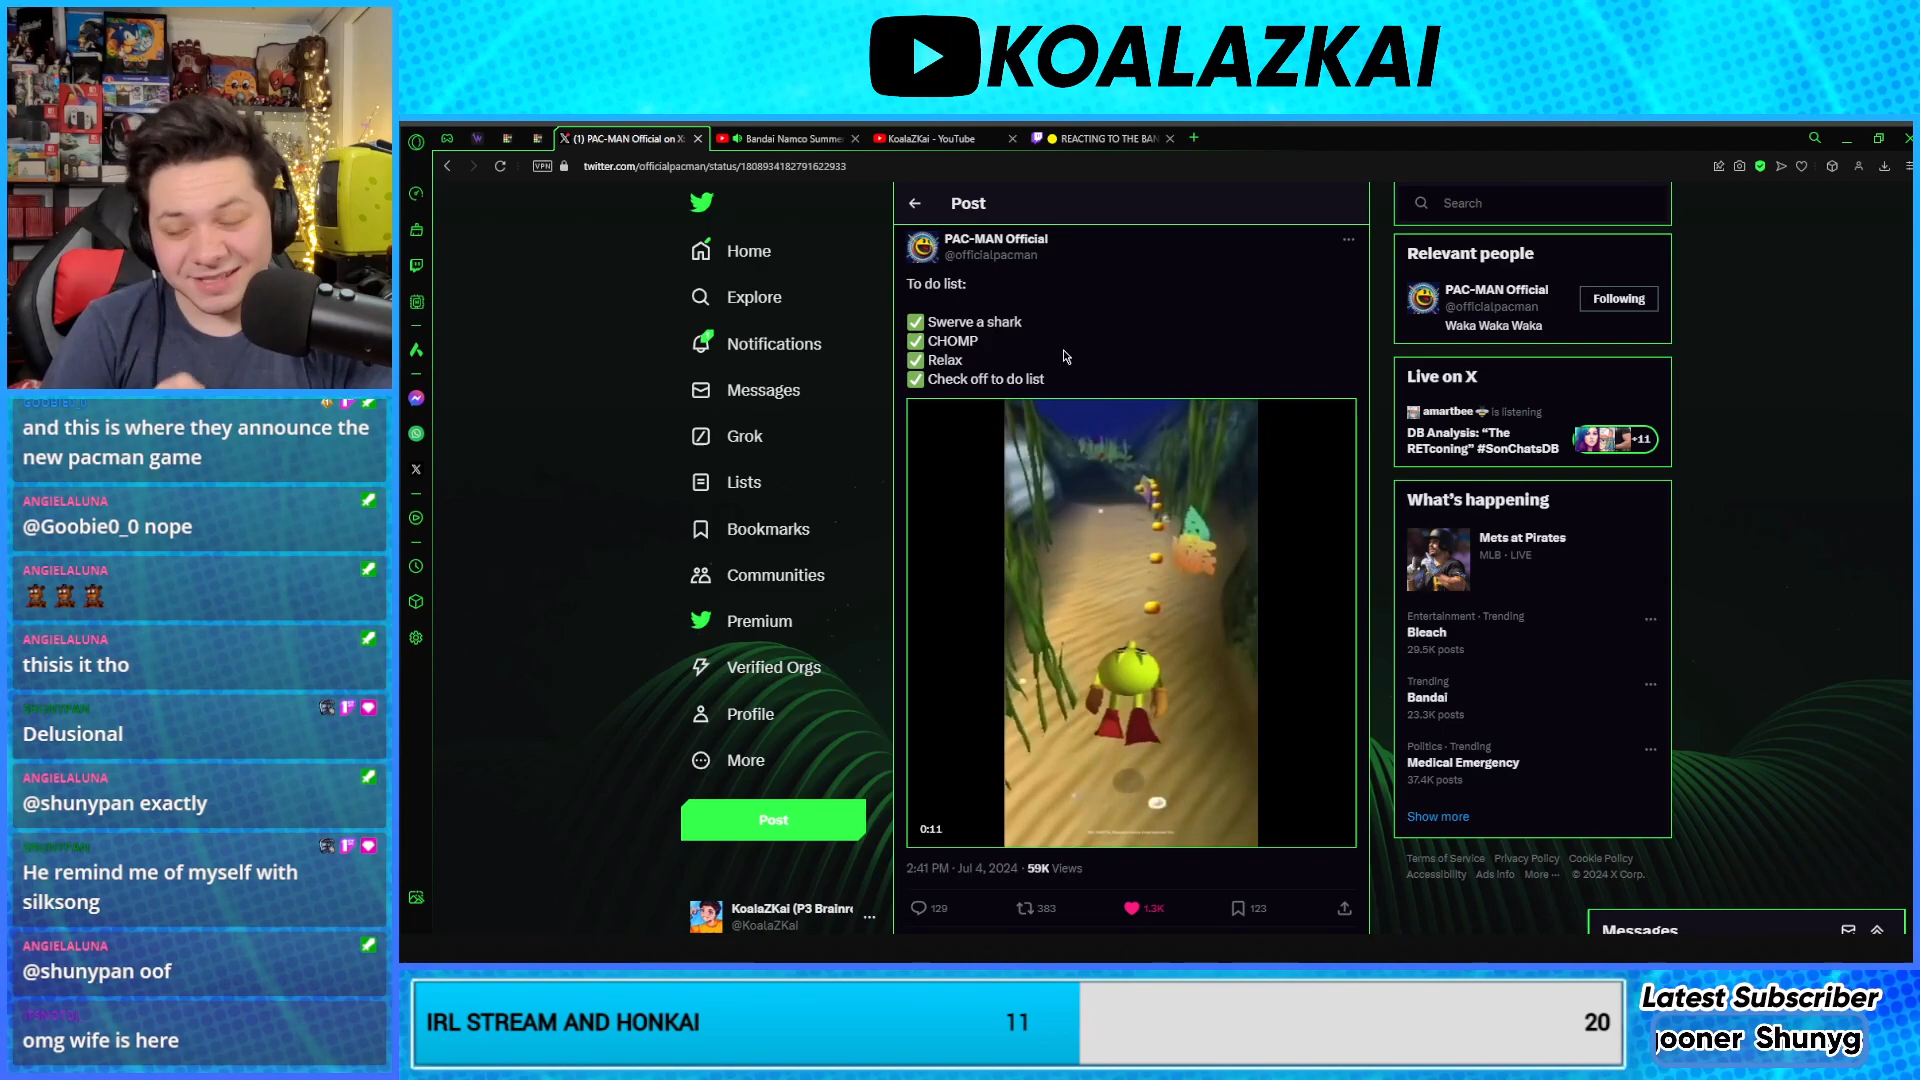 KOALAZKAI
(1) PAC-MAN Official on X:
Bandai Namco Summe
KoalaZKai - YouTube
REACTING TO THE BAN
VPN
twitter.com/officialpacman/status/1808934182791622933
Home
Explore
Notifications
Messages
Grok
Lists
Bookmarks
Communities
Premium
Verified Orgs
Profile
More
Post
KoalaZKai (P3 Brainr
@KoalaZKai
Post
PAC-MAN Official
@officialpacman
To do list:
✅ Swerve a shark
✅ CHOMP
✅ Relax
✅ Check off to do list
0:11
2:41 PM · Jul 4, 2024 · 59K Views
129
383
1.3K
123
Search
Relevant people
PAC-MAN Official
@officialpacman
Following
Waka Waka Waka
Live on X
amartbee is listening
DB Analysis: “The
RETconing” #SonChatsDB
+11
What’s happening
Mets at Pirates
MLB · LIVE
Entertainment · Trending
Bleach
29.5K posts
Trending
Bandai
23.3K posts
Politics · Trending
Medical Emergency
37.4K posts
Show more
Terms of Service Privacy Policy Cookie Policy
Accessibility Ads info More ··· © 2024 X Corp.
Messages
GOOBIE0_0
and this is where they announce the
new pacman game
ANGIELALUNA
@Goobie0_0 nope
ANGIELALUNA
ANGIELALUNA
thisis it tho
SHUNYPAN
Delusional
ANGIELALUNA
@shunypan exactly
SHUNYPAN
He remind me of myself with
silksong
ANGIELALUNA
@shunypan oof
omg wife is here
IRL STREAM AND HONKAI
11
20
Latest Subscriber
gooner Shunyg